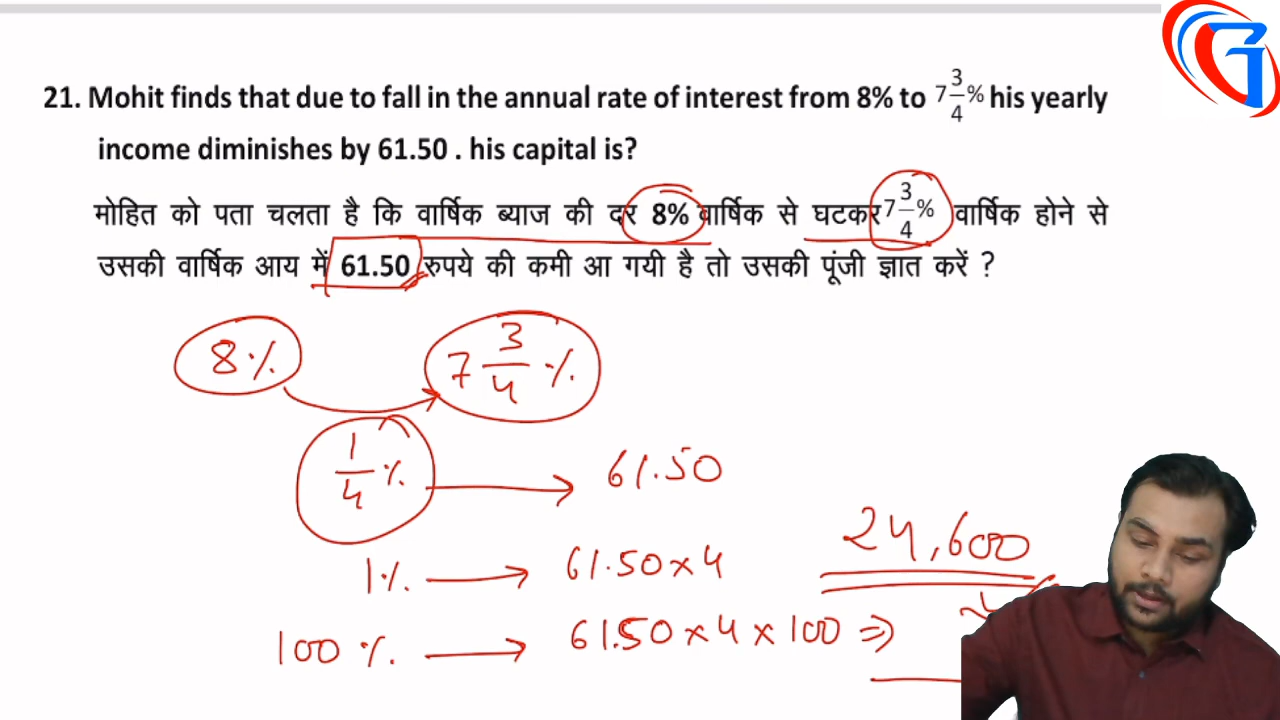 21. Mohit finds that due to fall in the annual rate of interest from 8% to 7 3/4% his yearly
income diminishes by 61.50 . his capital is?
मोहित को पता चलता है कि वार्षिक ब्याज की दर 8% वार्षिक से घटकर 7 3/4% वार्षिक होने से
उसकी वार्षिक आय में 61.50 रुपये की कमी आ गयी है तो उसकी पूंजी ज्ञात करें ?
8% 7 3/4 %
1/4 % → 61.50
24,600
1% → 61.50 x 4
100 % → 61.50 x 4 x 100 ⇒